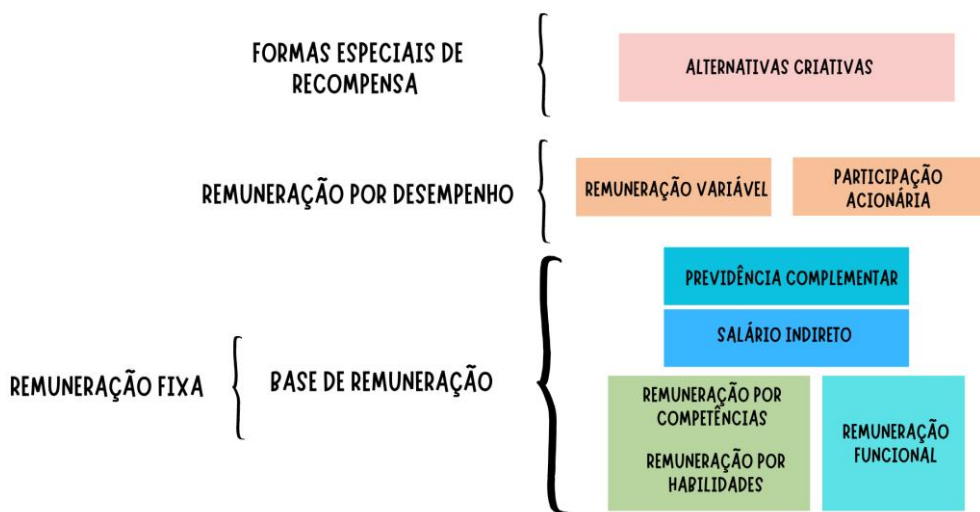 FORMAS ESPECIAIS DE
RECOMPENSA
ALTERNATIVAS CRIATIVAS
REMUNERAÇÃO POR DESEMPENHO
REMUNERAÇÃO VARIÁVEL
PARTICIPAÇÃO
ACIONÁRIA
REMUNERAÇÃO FIXA
BASE DE REMUNERAÇÃO
PREVIDÊNCIA COMPLEMENTAR
SALÁRIO INDIRETO
REMUNERAÇÃO POR
COMPETÊNCIAS
REMUNERAÇÃO POR
HABILIDADES
REMUNERAÇÃO
FUNCIONAL